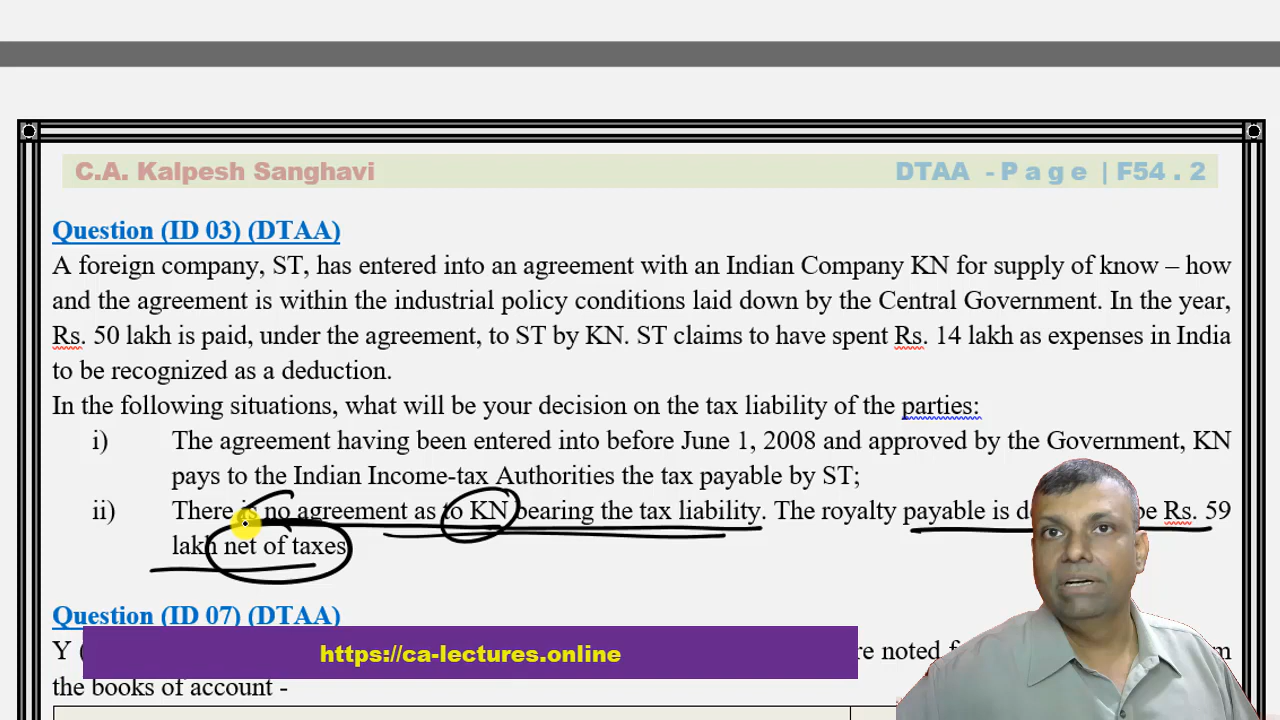 C.A. Kalpesh Sanghavi
DTAA - P a g e | F54 . 2
Question (ID 03) (DTAA)
A foreign company, ST, has entered into an agreement with an Indian Company KN for supply of know – how
and the agreement is within the industrial policy conditions laid down by the Central Government. In the year,
Rs. 50 lakh is paid, under the agreement, to ST by KN. ST claims to have spent Rs. 14 lakh as expenses in India
to be recognized as a deduction.
In the following situations, what will be your decision on the tax liability of the parties:
i) The agreement having been entered into before June 1, 2008 and approved by the Government, KN
pays to the Indian Income-tax Authorities the tax payable by ST;
ii) There is no agreement as to KN bearing the tax liability. The royalty payable is be Rs. 59
lakh net of taxes
Question (ID 07) (DTAA)
Y re noted
the books of account -
https://ca-lectures.online